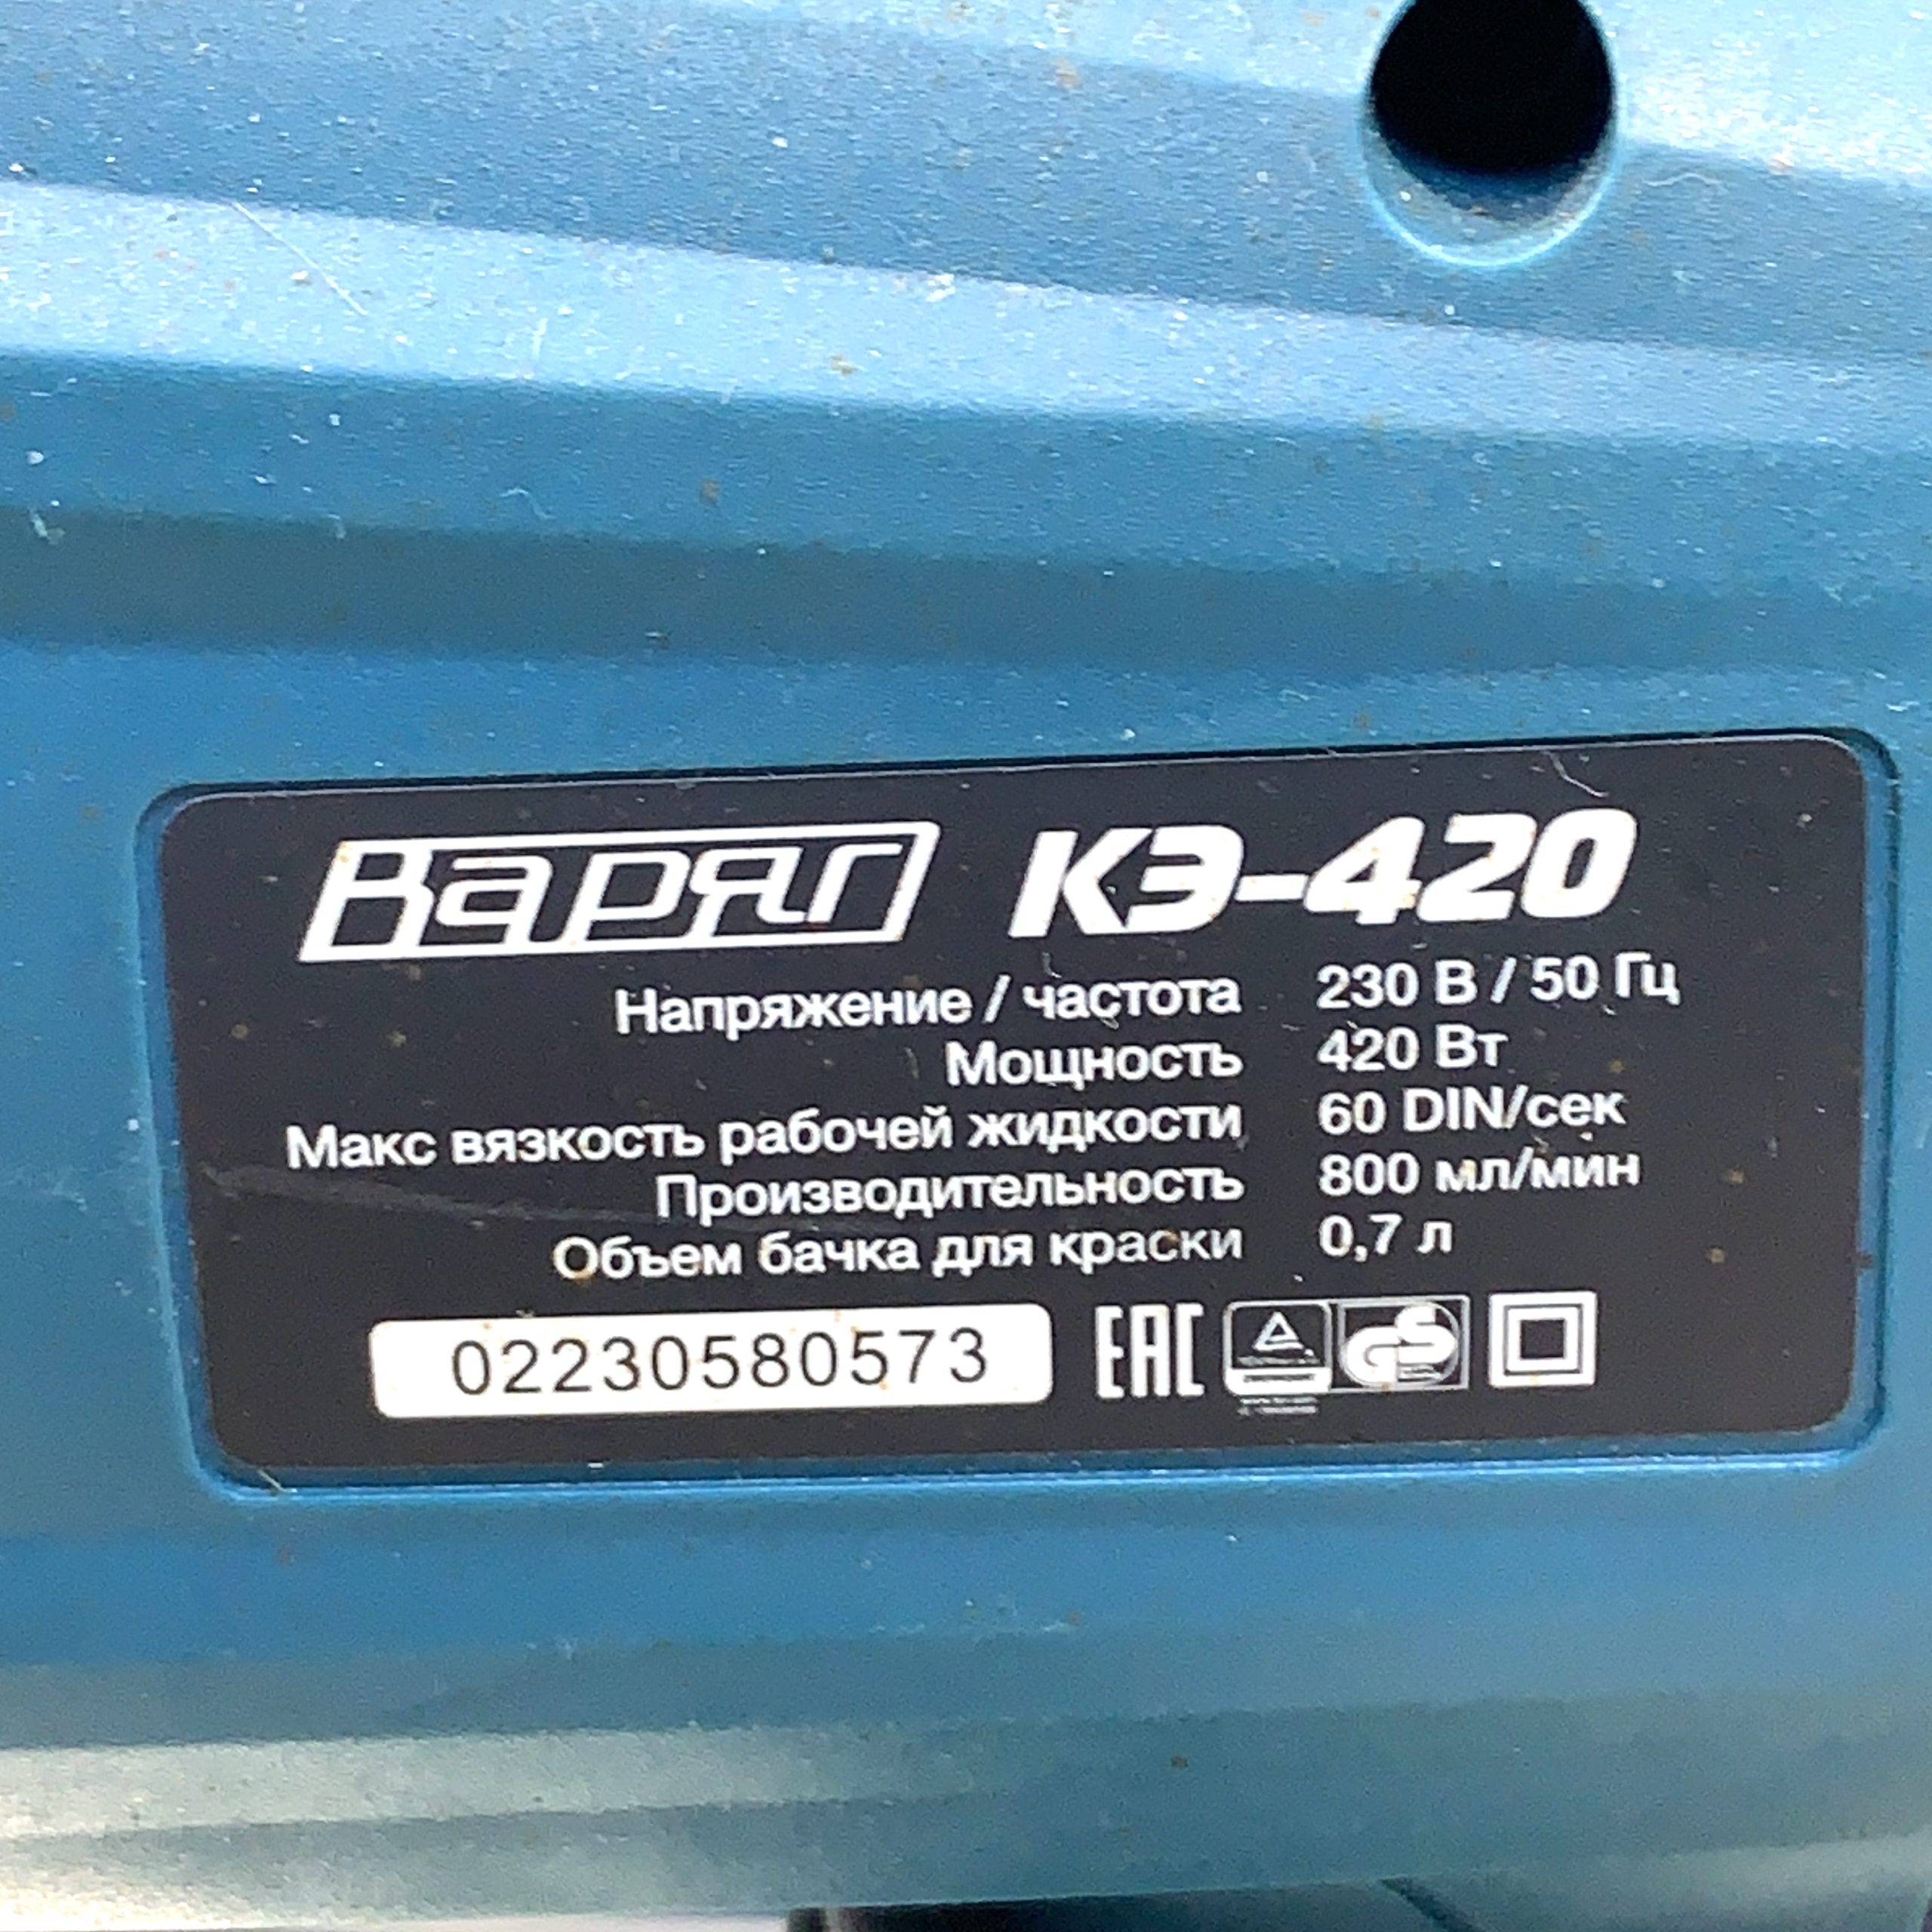 Варяг КЭ-420
Напряжение / частота 230 В / 50 Гц
Мощность 420 Вт
Макс вязкость рабочей жидкости 60 DIN/сек
Производительность 800 мл/мин
Объем бачка для краски 0,7 л
02230580573 EAC GS